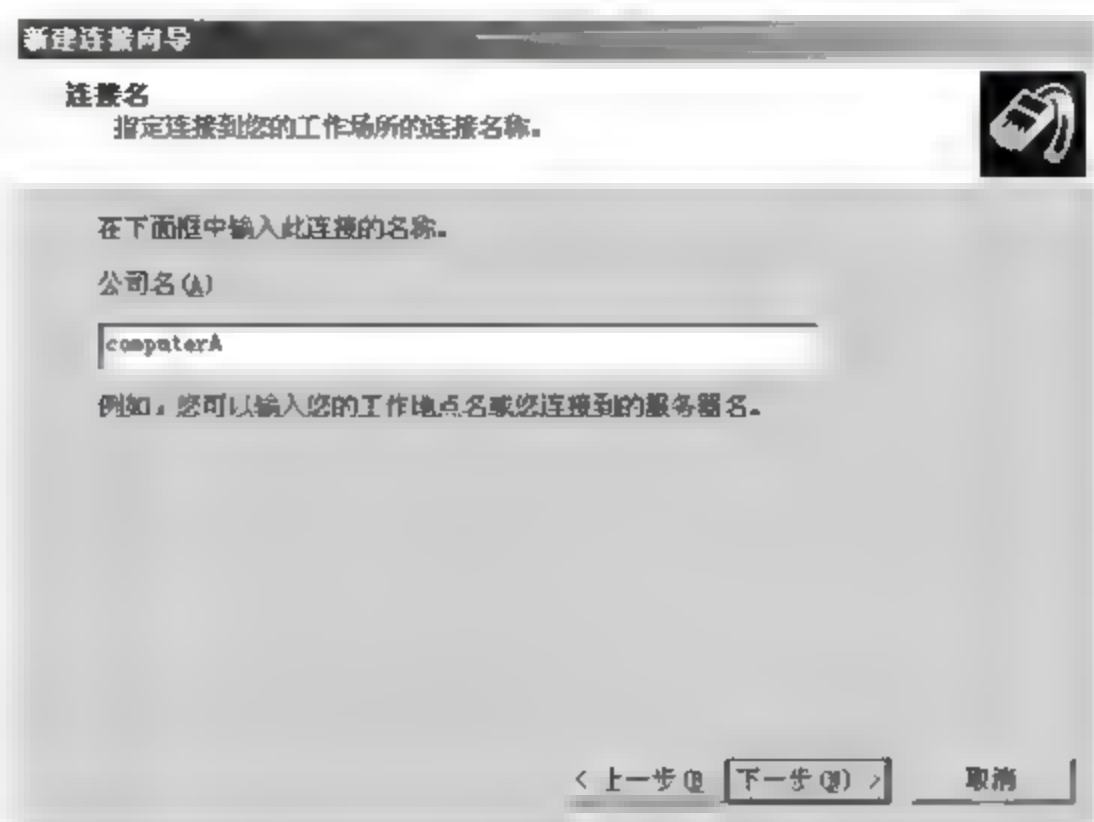 新建连接向导
连接名
指定连接到您的工作场所的连接名称。
在下面框中输入此连接的名称。
公司名(A)
computerA
例如，您可以输入您的工作地点名或您连接到的服务器名。
< 上一步(B 下一步(N) > 取消